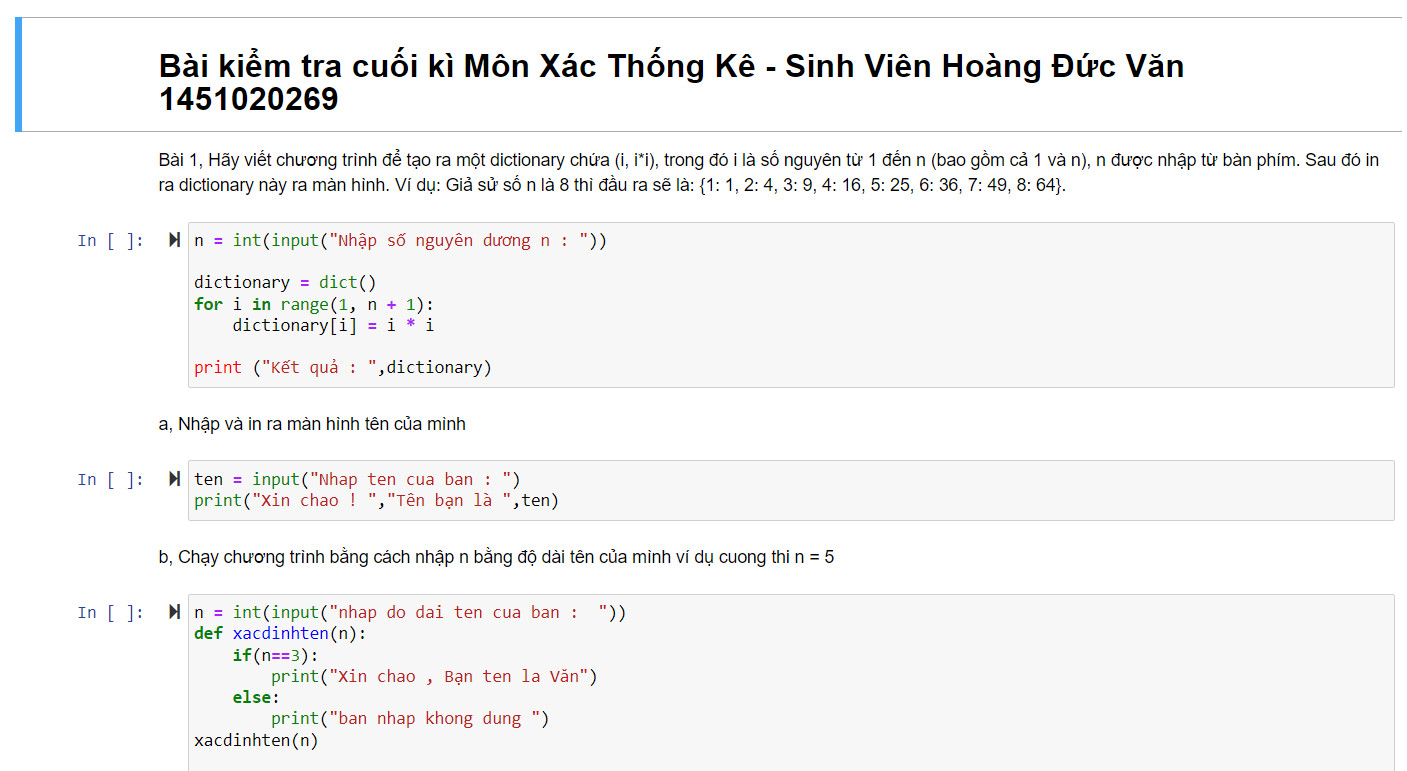 Bài kiểm tra cuối kì Môn Xác Thống Kê - Sinh Viên Hoàng Đức Văn
1451020269
Bài 1, Hãy viết chương trình để tạo ra một dictionary chứa (i, i*i), trong đó i là số nguyên từ 1 đến n (bao gồm cả 1 và n), n được nhập từ bàn phím. Sau đó in
ra dictionary này ra màn hình. Ví dụ: Giả sử số n là 8 thì đầu ra sẽ là: {1: 1, 2: 4, 3: 9, 4: 16, 5: 25, 6: 36, 7: 49, 8: 64}.
In [ ]: n = int(input("Nhập số nguyên dương n : "))
dictionary = dict()
for i in range(1, n + 1):
    dictionary[i] = i * i
print ("Kết quả : ",dictionary)
a, Nhập và in ra màn hình tên của mình
In [ ]: ten = input("Nhap ten cua ban : ")
print("Xin chao ! ","Tên bạn là ",ten)
b, Chạy chương trình bằng cách nhập n bằng độ dài tên của mình ví dụ cuong thi n = 5
In [ ]: n = int(input("nhap do dai ten cua ban :  "))
def xacdinhten(n):
    if(n==3):
        print("Xin chao , Bạn ten la Văn")
    else:
        print("ban nhap khong dung ")
xacdinhten(n)